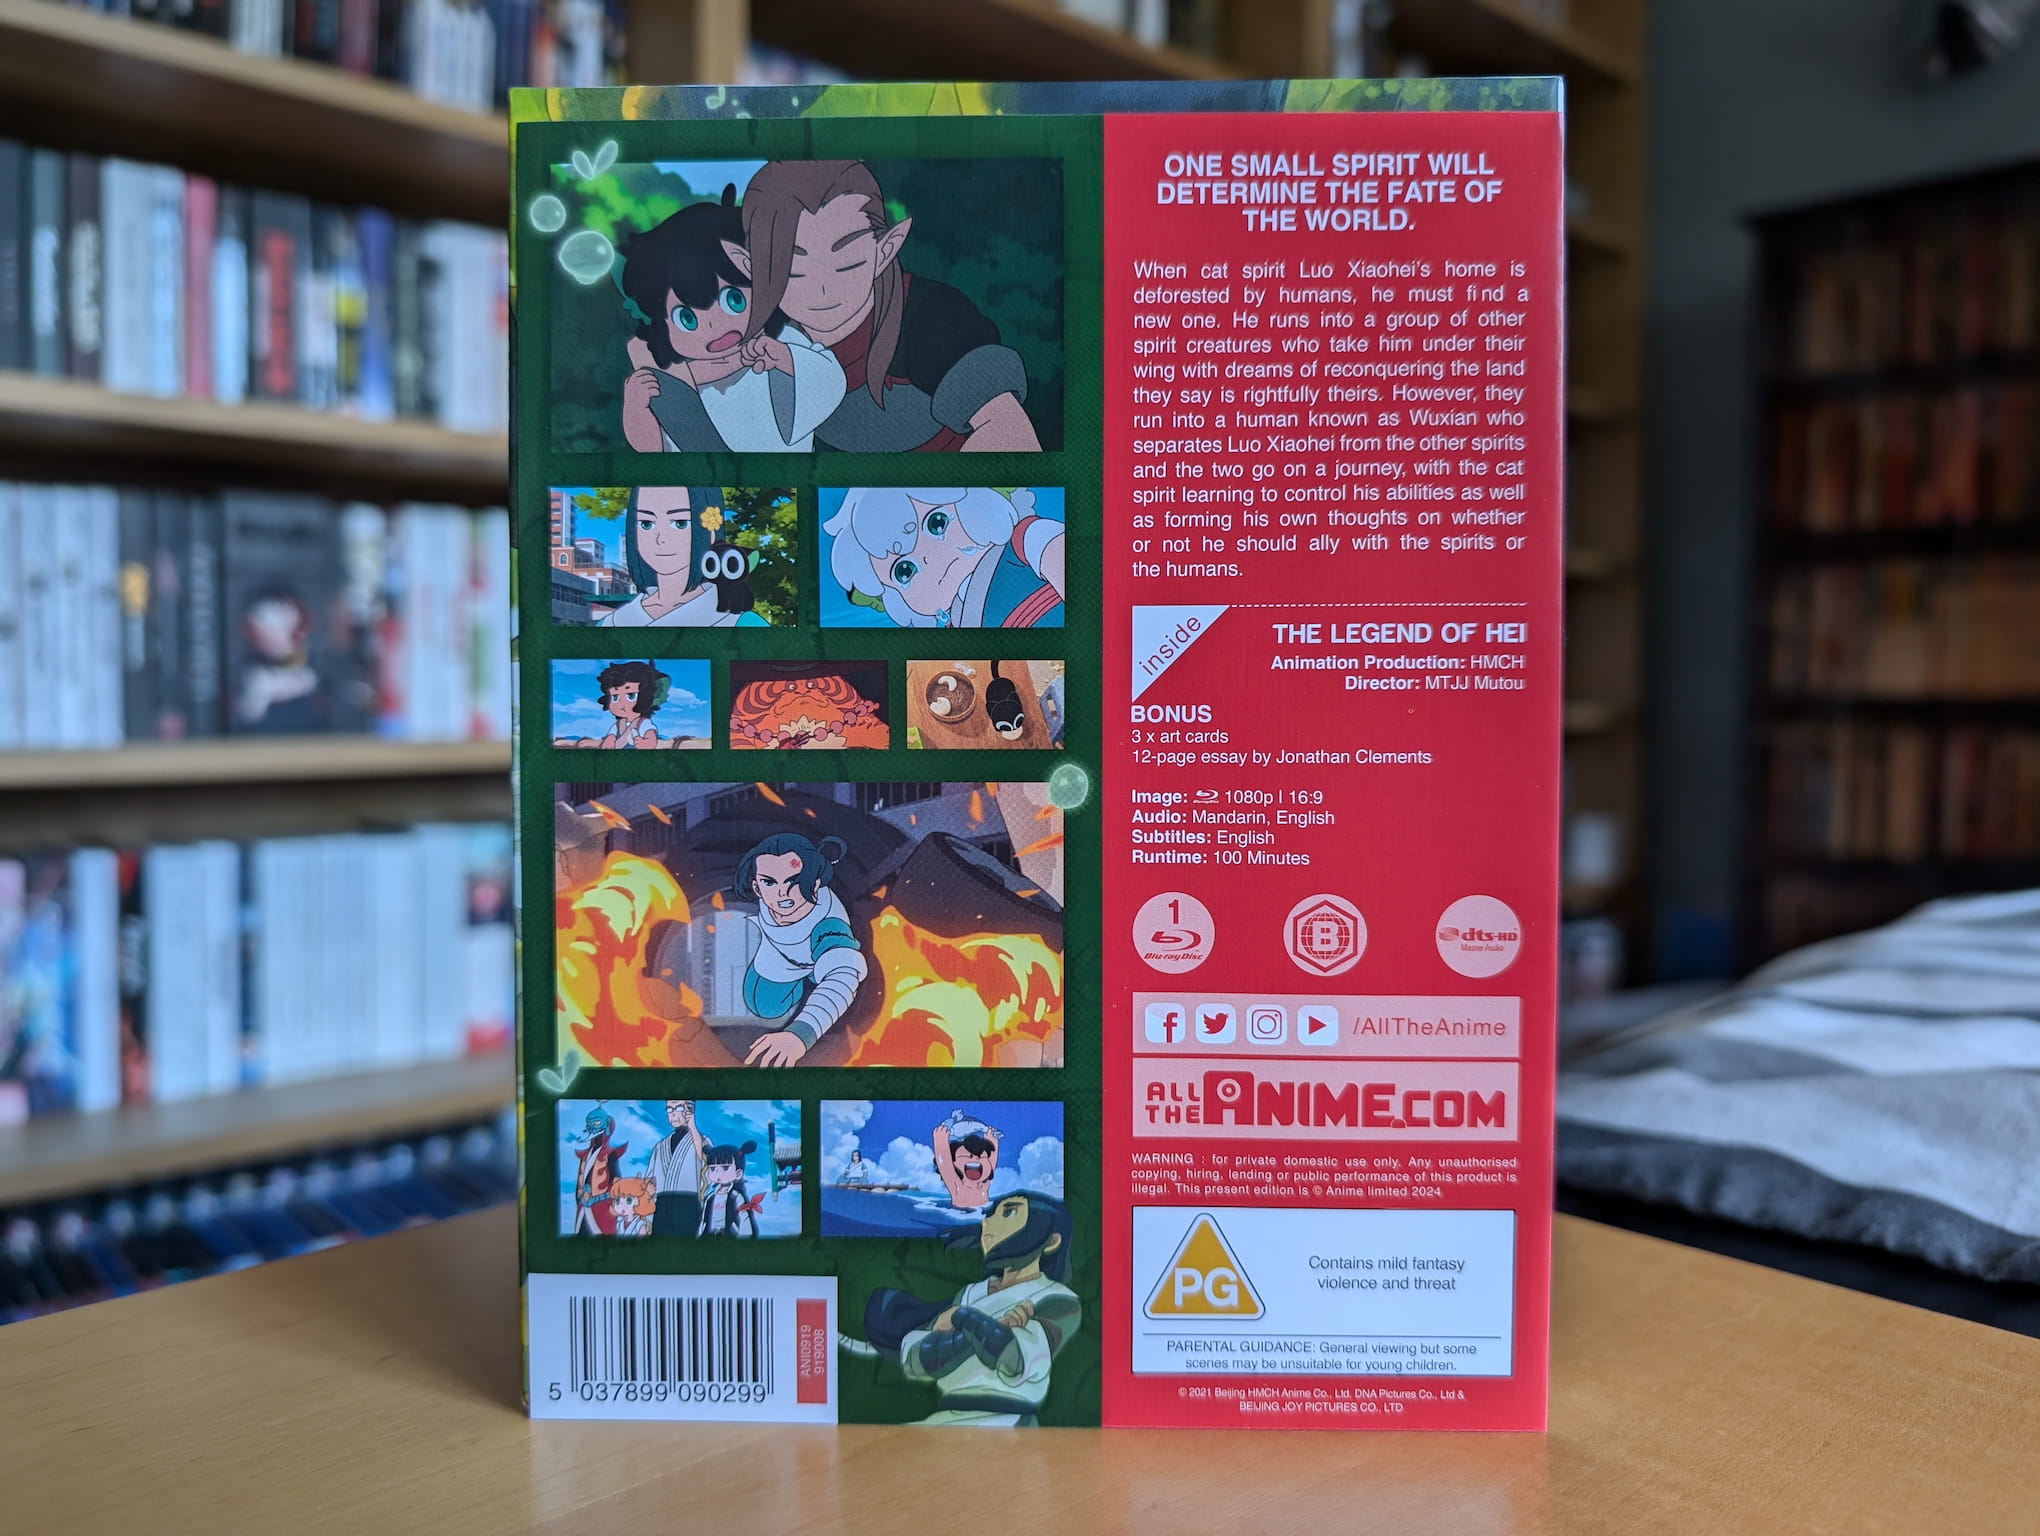 ONE SMALL SPIRIT WILL
DETERMINE THE FATE OF
THE WORLD.
When cat spirit Luo Xiaohei's home is
deforested by humans, he must find a
new one. He runs into a group of other
spirit creatures who take him under their
wing with dreams of reconquering the land
they say is rightfully theirs. However, they
run into a human known as Wuxian who
separates Luo Xiaohei from the other spirits
and the two go on a journey, with the cat
spirit learning to control his abilities as well
as forming his own thoughts on whether
or not he should ally with the spirits or
the humans.
inside
THE LEGEND OF HEI
Animation Production: HMCH
Director: MTJJ Mutou
BONUS
3 x art cards
12-page essay by Jonathan Clements
Image: Blu-ray Disc 1080p | 16:9
Audio: Mandarin, English
Subtitles: English
Runtime: 100 Minutes
1
Blu-ray Disc
B
dts-HD
Master Audio
/AllTheAnime
ALL THE ANIME.COM
WARNING : for private domestic use only. Any unauthorised
copying, hiring, lending or public performance of this product is
illegal. This present edition is © Anime limited 2024
PG
Contains mild fantasy
violence and threat
PARENTAL GUIDANCE: General viewing but some
scenes may be unsuitable for young children.
© 2021 Beijing HMCH Anime Co., Ltd. DNA Pictures Co., Ltd &
BEIJING JOY PICTURES CO., LTD
5 037899 090299
ANI0919
919008